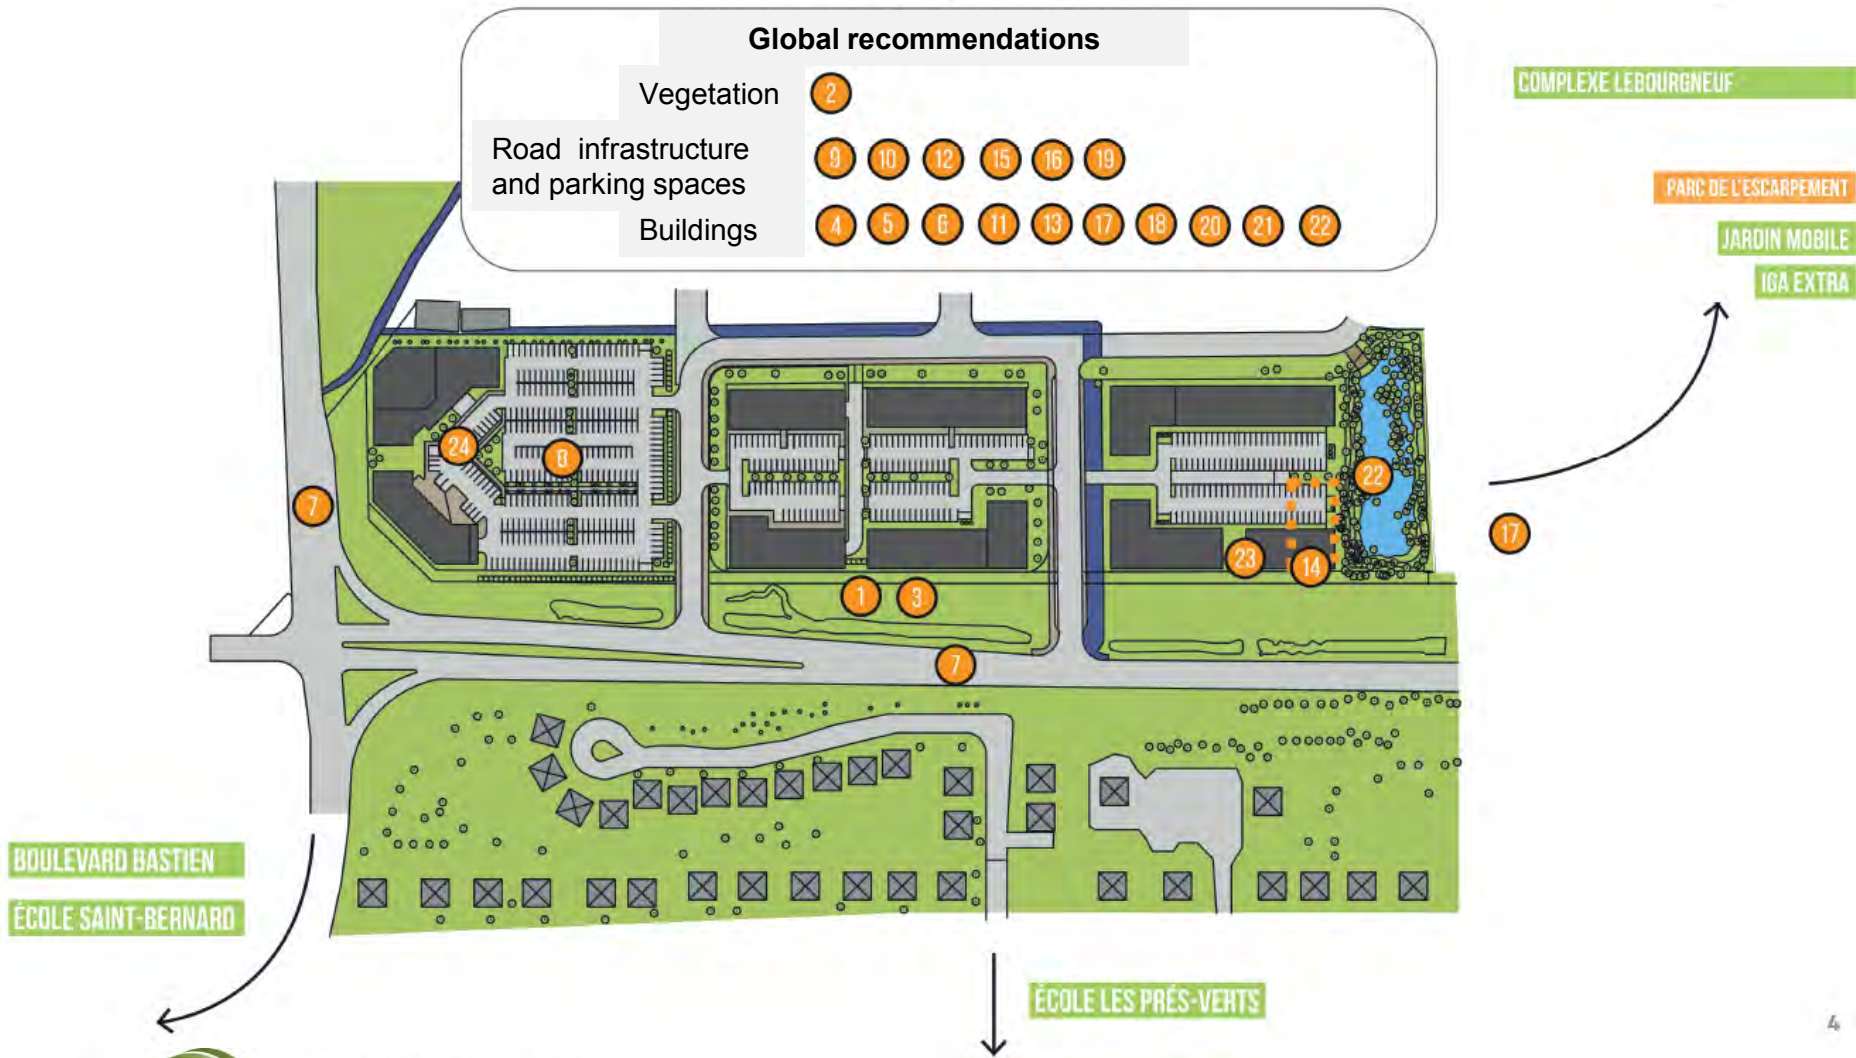 Global recommendations
Vegetation 2
Road infrastructure
and parking spaces
9 10 12 15 16 19
Buildings 4 5 6 11 13 17 18 20 21 22
COMPLEXE LEBOURGNEUF
PARC DE L'ESCARPEMENT
JARDIN MOBILE
IGA EXTRA
24
8
7
22
17
23
14
1
3
7
BOULEVARD BASTIEN
ÉCOLE SAINT-BERNARD
ÉCOLE LES PRÉS-VERTS
4